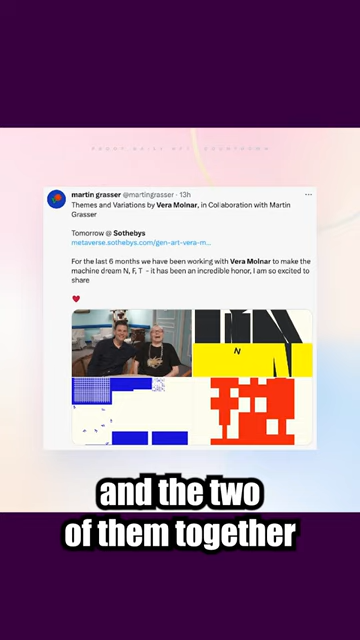 martin grasser @martingrasser · 13h
Themes and Variations by Vera Molnar, in Collaboration with Martin
Grasser
Tomorrow @ Sothebys
metaverse.sothebys.com/gen-art-vera-m...
For the last 6 months we have been working with Vera Molnar to make the
machine dream N, F, T - it has been an incredible honor, I am so excited to
share
N
and the two
of them together